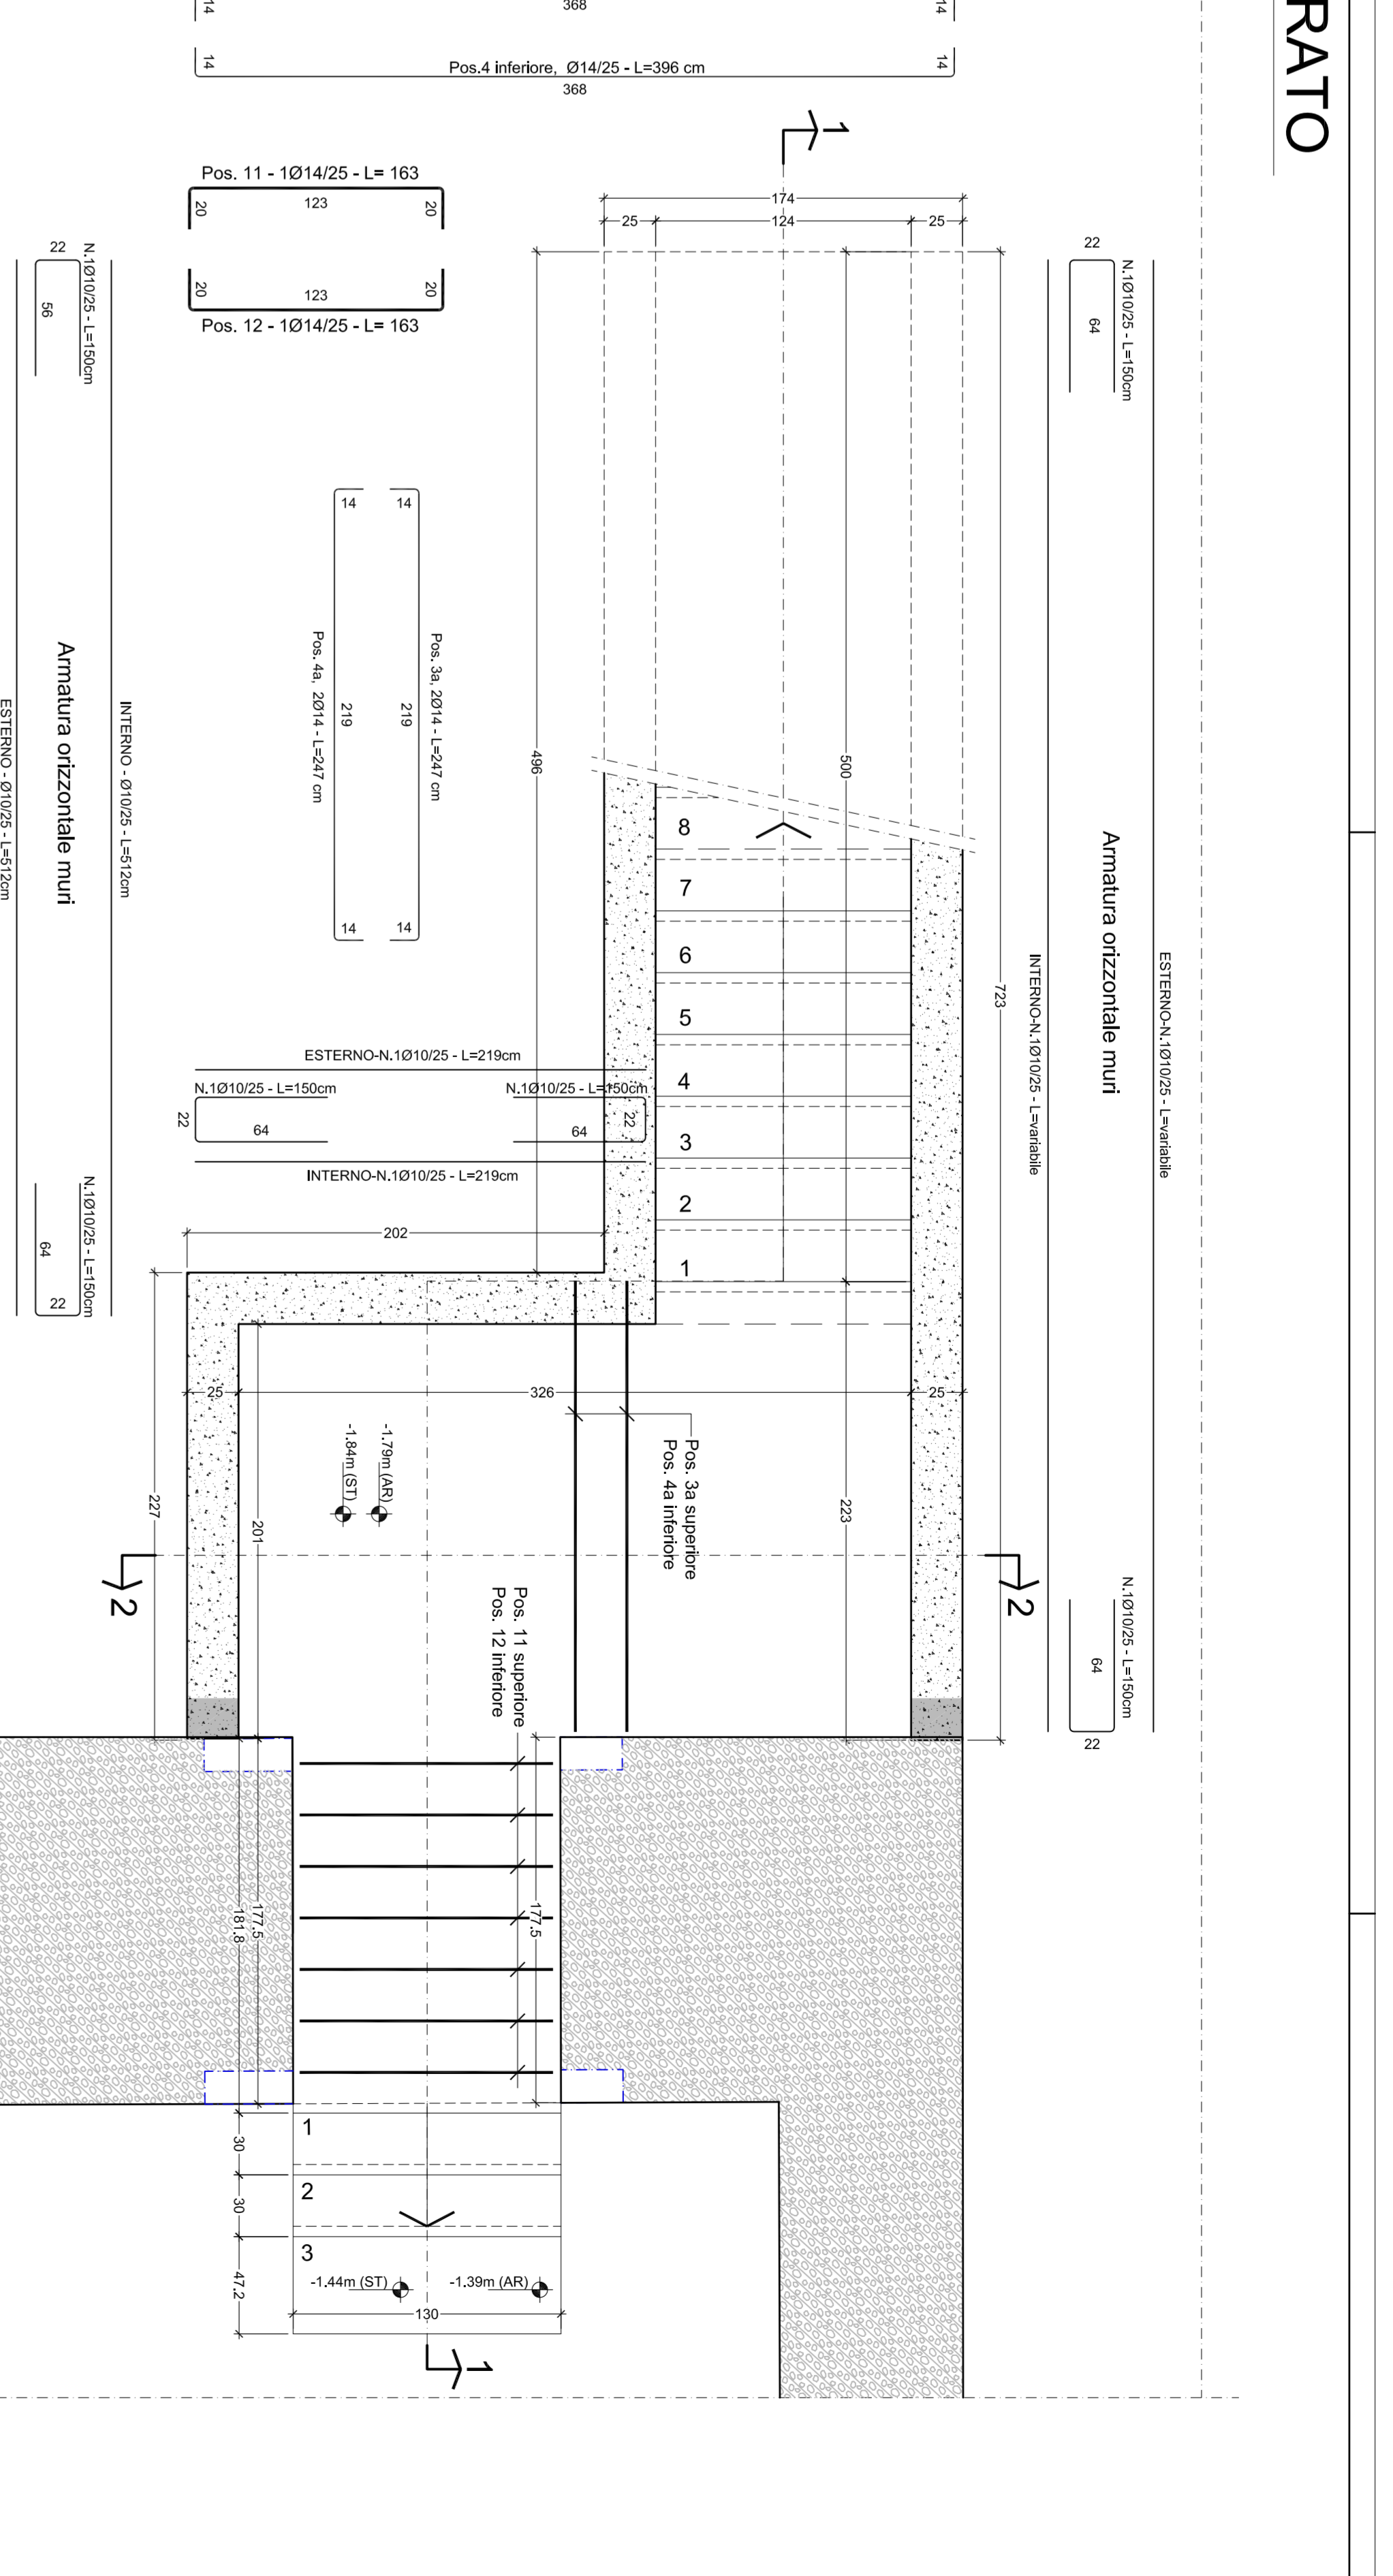 RATO
14
368
14
14
Pos.4 inferiore, Ø14/25 - L=396 cm
14
368
1
Pos. 11 - 1Ø14/25 - L= 163
20
123
20
20
123
20
Pos. 12 - 1Ø14/25 - L= 163
174
25
124
25
22
N.1Ø10/25 - L=150cm
56
22
N.1Ø10/25 - L=150cm
64
14
14
Pos. 4a, 2Ø14 - L=247 cm
219
219
Pos. 3a, 2Ø14 - L=247 cm
14
14
Armatura orizzontale muri
INTERNO - Ø10/25 - L=512cm
ESTERNO - Ø10/25 - L=512cm
496
500
723
Armatura orizzontale muri
ESTERNO-N.1Ø10/25 - L=variabile
INTERNO-N.1Ø10/25 - L=variabile
8
7
6
5
4
3
2
1
ESTERNO-N.1Ø10/25 - L=219cm
N.1Ø10/25 - L=150cm
N.1Ø10/25 - L=150cm
22
64
64
22
INTERNO-N.1Ø10/25 - L=219cm
N.1Ø10/25 - L=150cm
64
22
202
25
326
25
-1.79m (AR)
-1.84m (ST)
Pos. 3a superiore
Pos. 4a inferiore
227
201
223
2
2
Pos. 11 superiore
Pos. 12 inferiore
N.1Ø10/25 - L=150cm
64
22
177.5
181.8
177.5
1
2
3
30
30
47.2
-1.44m (ST)
-1.39m (AR)
130
1